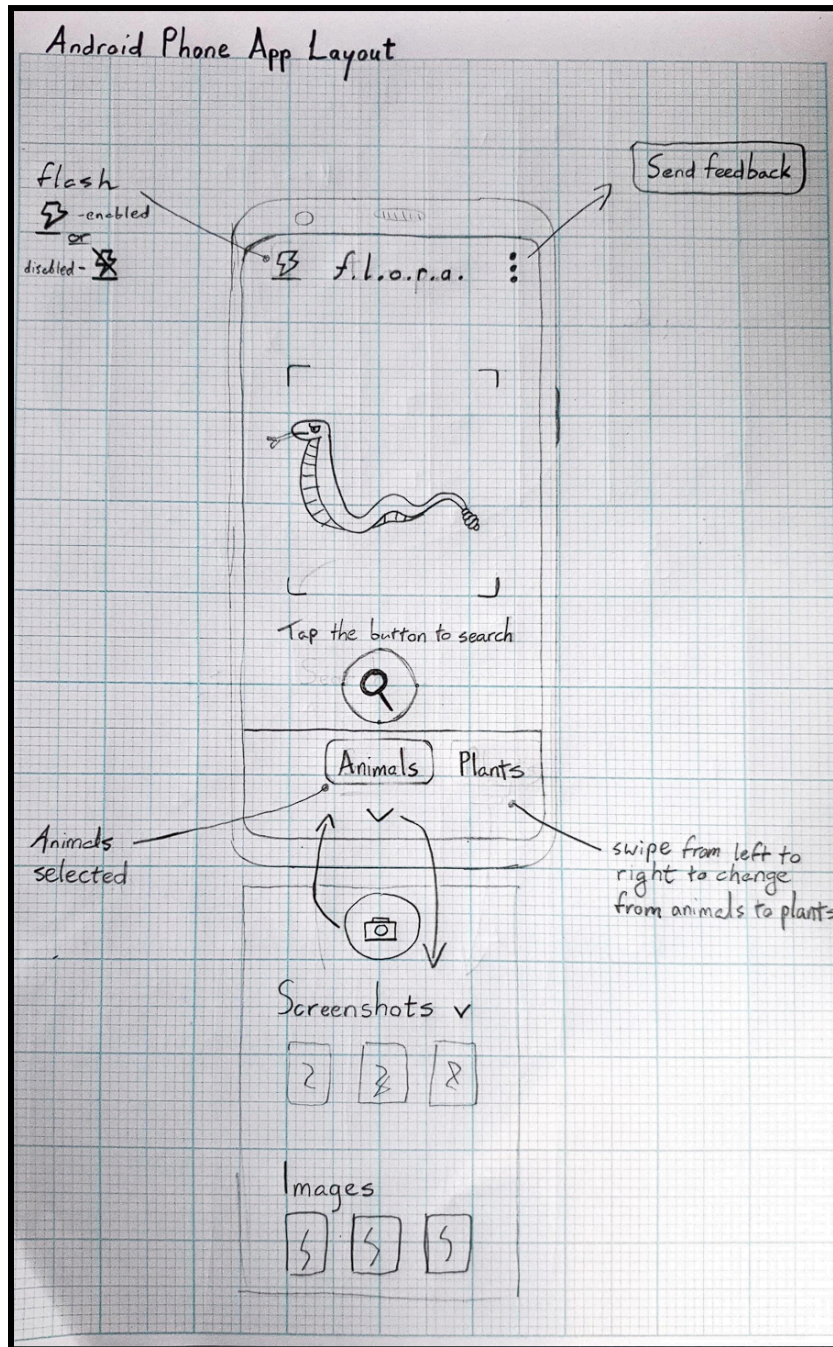 Android Phone App Layout
Send feedback
flash
-enabled
or
disabled-
f.l.o.r.a.
Tap the button to search
Animals
Plants
Animals
selected
swipe from left to
right to change
from animals to plants
Screenshots
Images